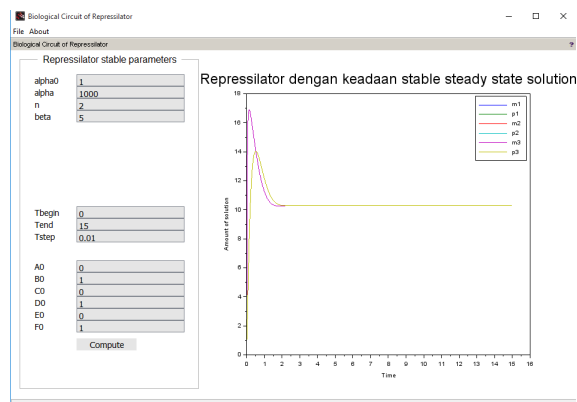 Biological Circuit of Repressilator
File About
Biological Circuit of Repressilator ?
Repressilator stable parameters
alpha0 1
alpha 1000
n 2
beta 5
Tbegin 0
Tend 15
Tstep 0.01
A0 0
B0 1
C0 0
D0 1
E0 0
F0 1
Compute
Repressilator dengan keadaan stable steady state solution
18
16
14
12
10
8
6
4
2
0
Amount of solution
m1
p1
m2
p2
m3
p3
0 1 2 3 4 5 6 7 8 9 10 11 12 13 14 15 16
Time